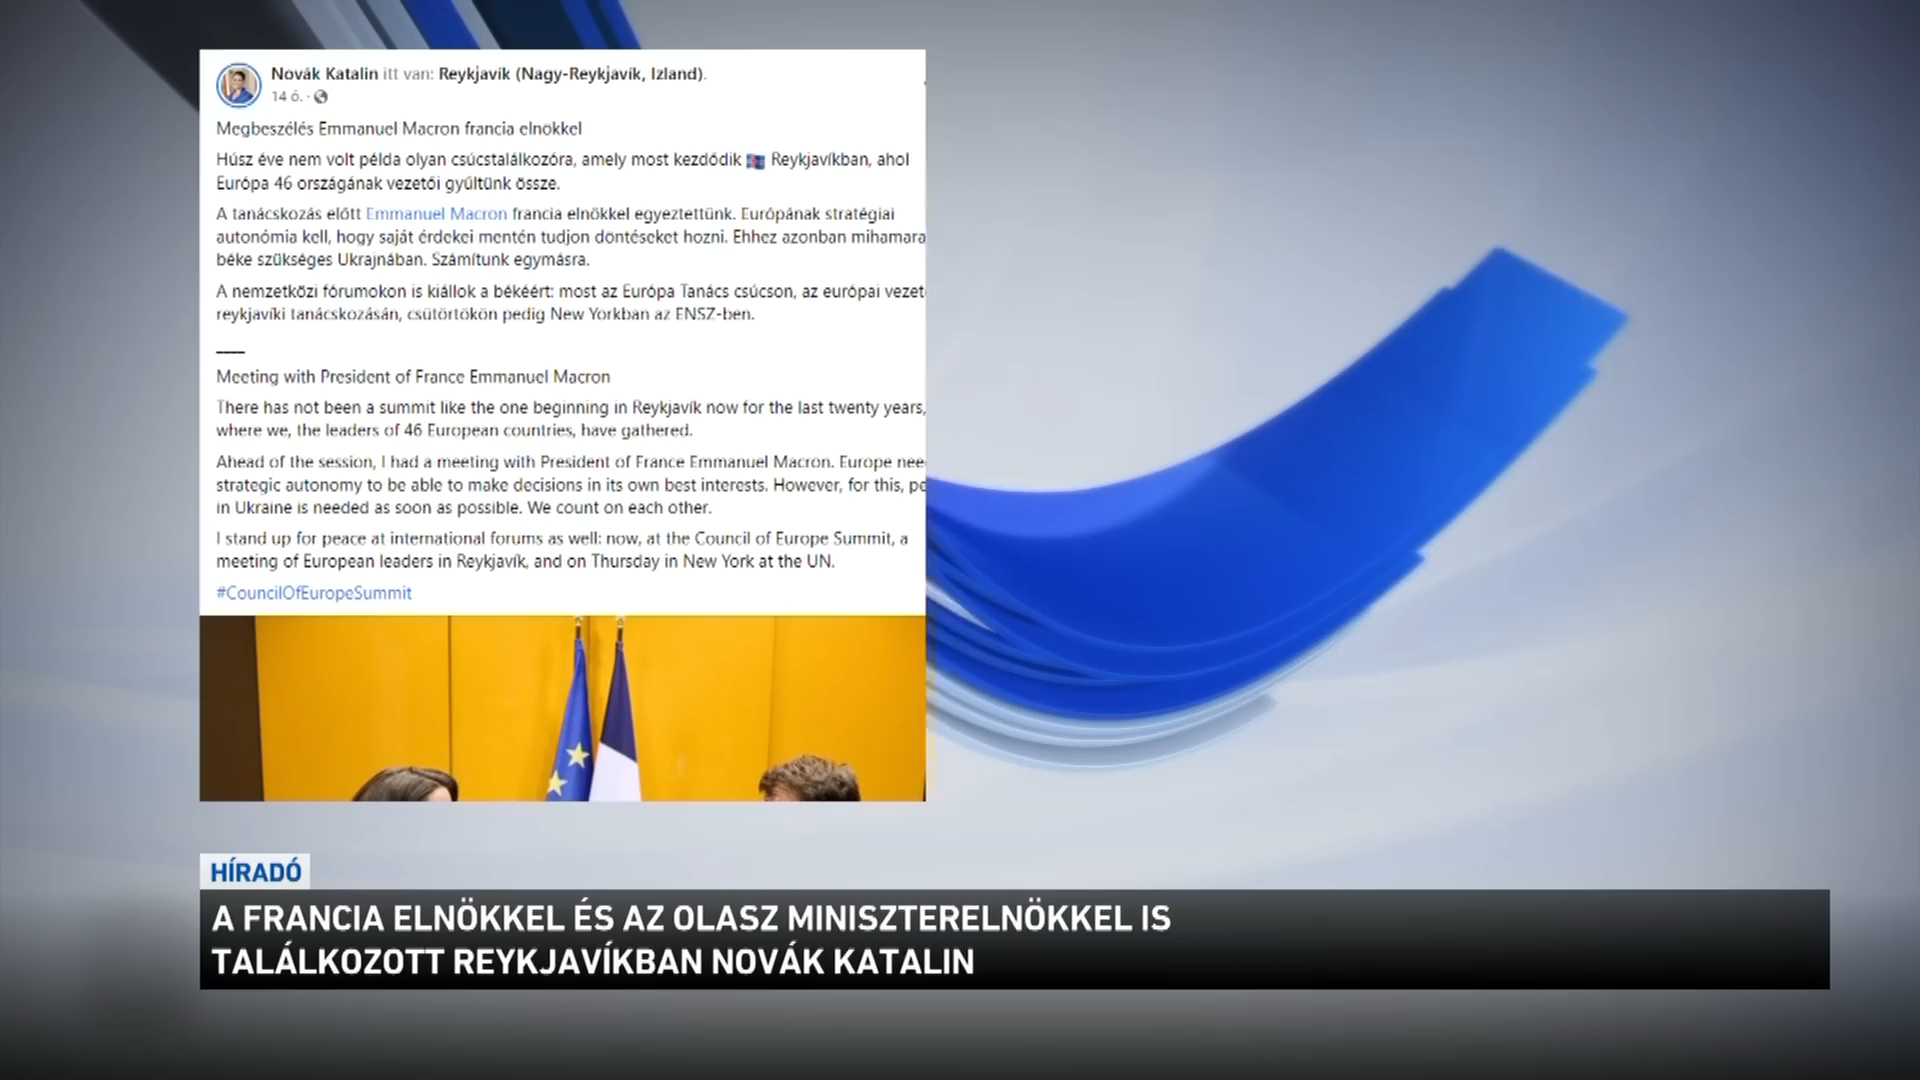 Novák Katalin itt van: Reykjavík (Nagy-Reykjavík, Izland).
14 ó. ·
Megbeszélés Emmanuel Macron francia elnökkel
Húsz éve nem volt példa olyan csúcstalálkozóra, amely most kezdődik Reykjavíkban, ahol
Európa 46 országának vezetői gyűltünk össze.
A tanácskozás előtt Emmanuel Macron francia elnökkel egyeztettünk. Európának stratégiai
autonómia kell, hogy saját érdekei mentén tudjon döntéseket hozni. Ehhez azonban mihamara
béke szükséges Ukrajnában. Számítunk egymásra.
A nemzetközi fórumokon is kiállok a békéért: most az Európa Tanács csúcson, az európai vezet
reykjavíki tanácskozásán, csütörtökön pedig New Yorkban az ENSZ-ben.
___
Meeting with President of France Emmanuel Macron
There has not been a summit like the one beginning in Reykjavík now for the last twenty years,
where we, the leaders of 46 European countries, have gathered.
Ahead of the session, I had a meeting with President of France Emmanuel Macron. Europe nee
strategic autonomy to be able to make decisions in its own best interests. However, for this, pe
in Ukraine is needed as soon as possible. We count on each other.
I stand up for peace at international forums as well: now, at the Council of Europe Summit, a
meeting of European leaders in Reykjavík, and on Thursday in New York at the UN.
#CouncilOfEuropeSummit
HÍRADÓ
A FRANCIA ELNÖKKEL ÉS AZ OLASZ MINISZTERELNÖKKEL IS
TALÁLKOZOTT REYKJAVÍKBAN NOVÁK KATALIN